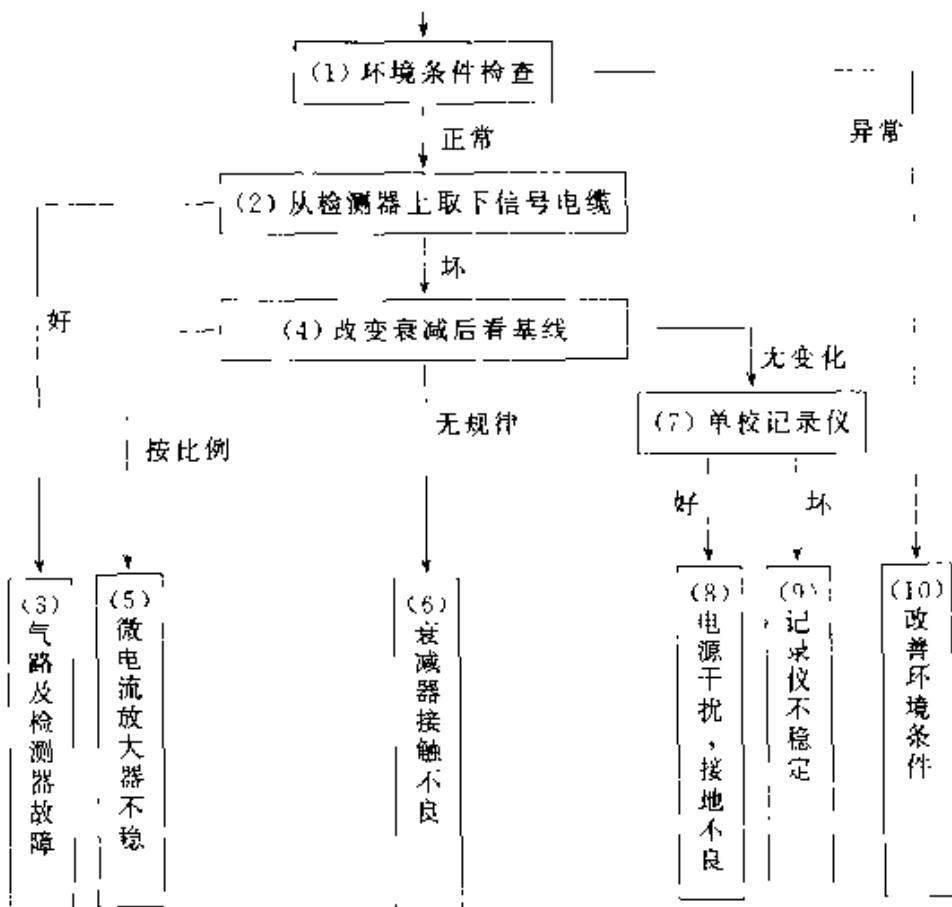 (1)环境条件检查
异常
正常
(2)从检测器上取下信号电缆
坏
好
(4)改变衰减后看基线
无变化
无规律
(7)单校记录仪
按比例
好
坏
(3)气路及检测器故障
(5)微电流放大器不稳
(6)衰减器接触不良
(8)电源干扰,接地不良
(9)记录仪不稳定
(10)改善环境条件